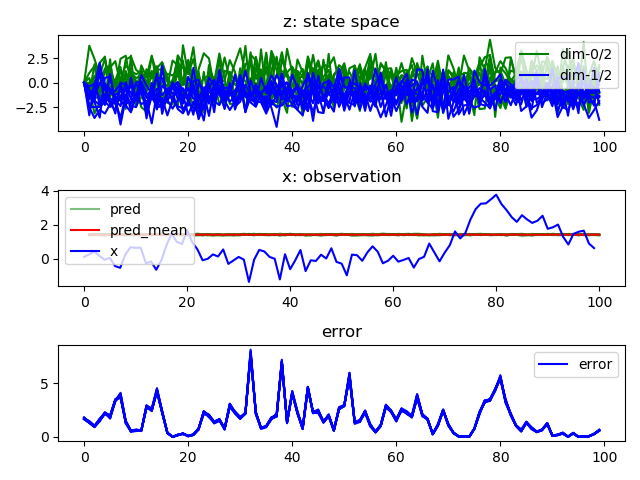 z: state space
2.5
0.0
−2.5
dim-0/2
dim-1/2
0 20 40 60 80 100
x: observation
4
2
0
pred
pred_mean
x
0 20 40 60 80 100
error
5
0
error
0 20 40 60 80 100